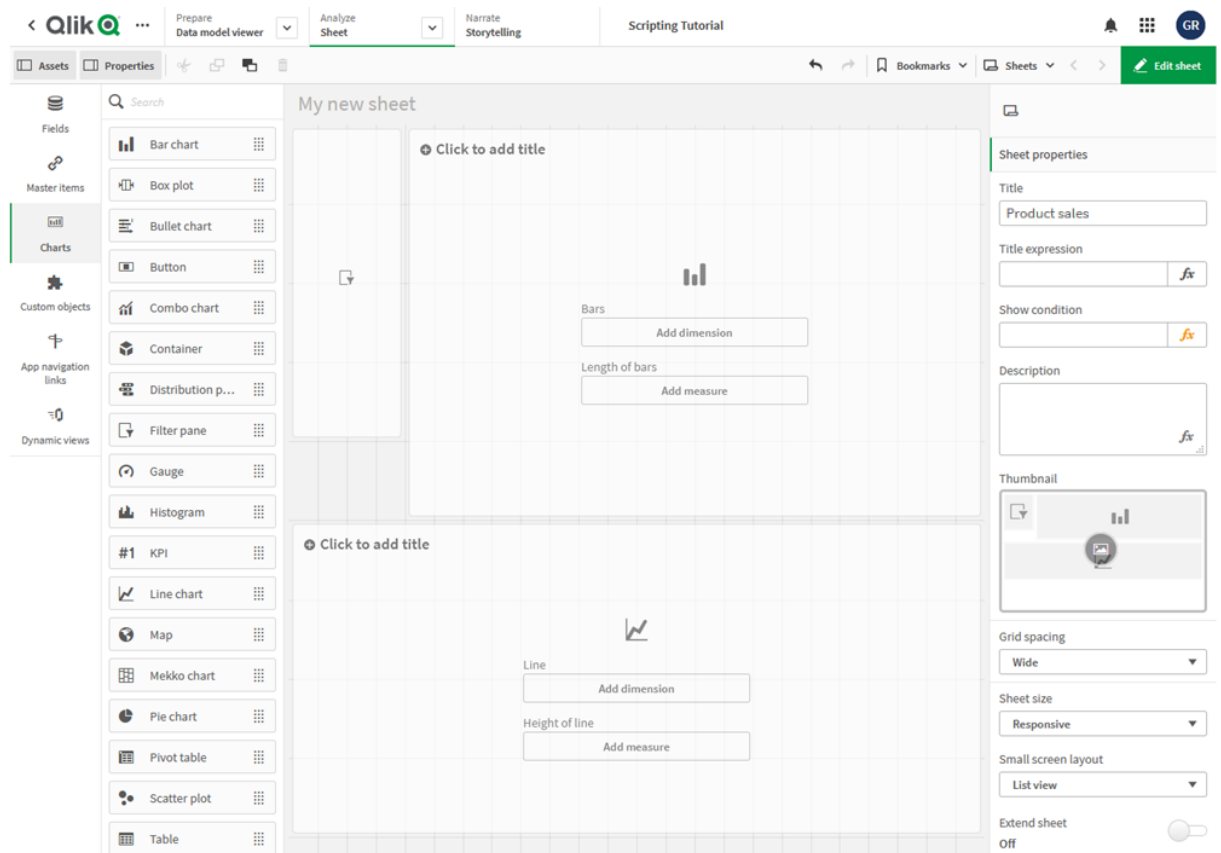 Qlik
Prepare
Data model viewer
Analyze
Sheet
Narrate
Storytelling
Scripting Tutorial
GR
Assets
Properties
Bookmarks
Sheets
Edit sheet
Fields
Master items
Charts
Custom objects
App navigation
links
Dynamic views
Search
Bar chart
Box plot
Bullet chart
Button
Combo chart
Container
Distribution p...
Filter pane
Gauge
Histogram
#1 KPI
Line chart
Map
Mekko chart
Pie chart
Pivot table
Scatter plot
Table
My new sheet
Click to add title
Bars
Add dimension
Length of bars
Add measure
Click to add title
Line
Add dimension
Height of line
Add measure
Sheet properties
Title
Product sales
Title expression
fx
Show condition
fx
Description
fx
Thumbnail
Grid spacing
Wide
Sheet size
Responsive
Small screen layout
List view
Extend sheet
Off